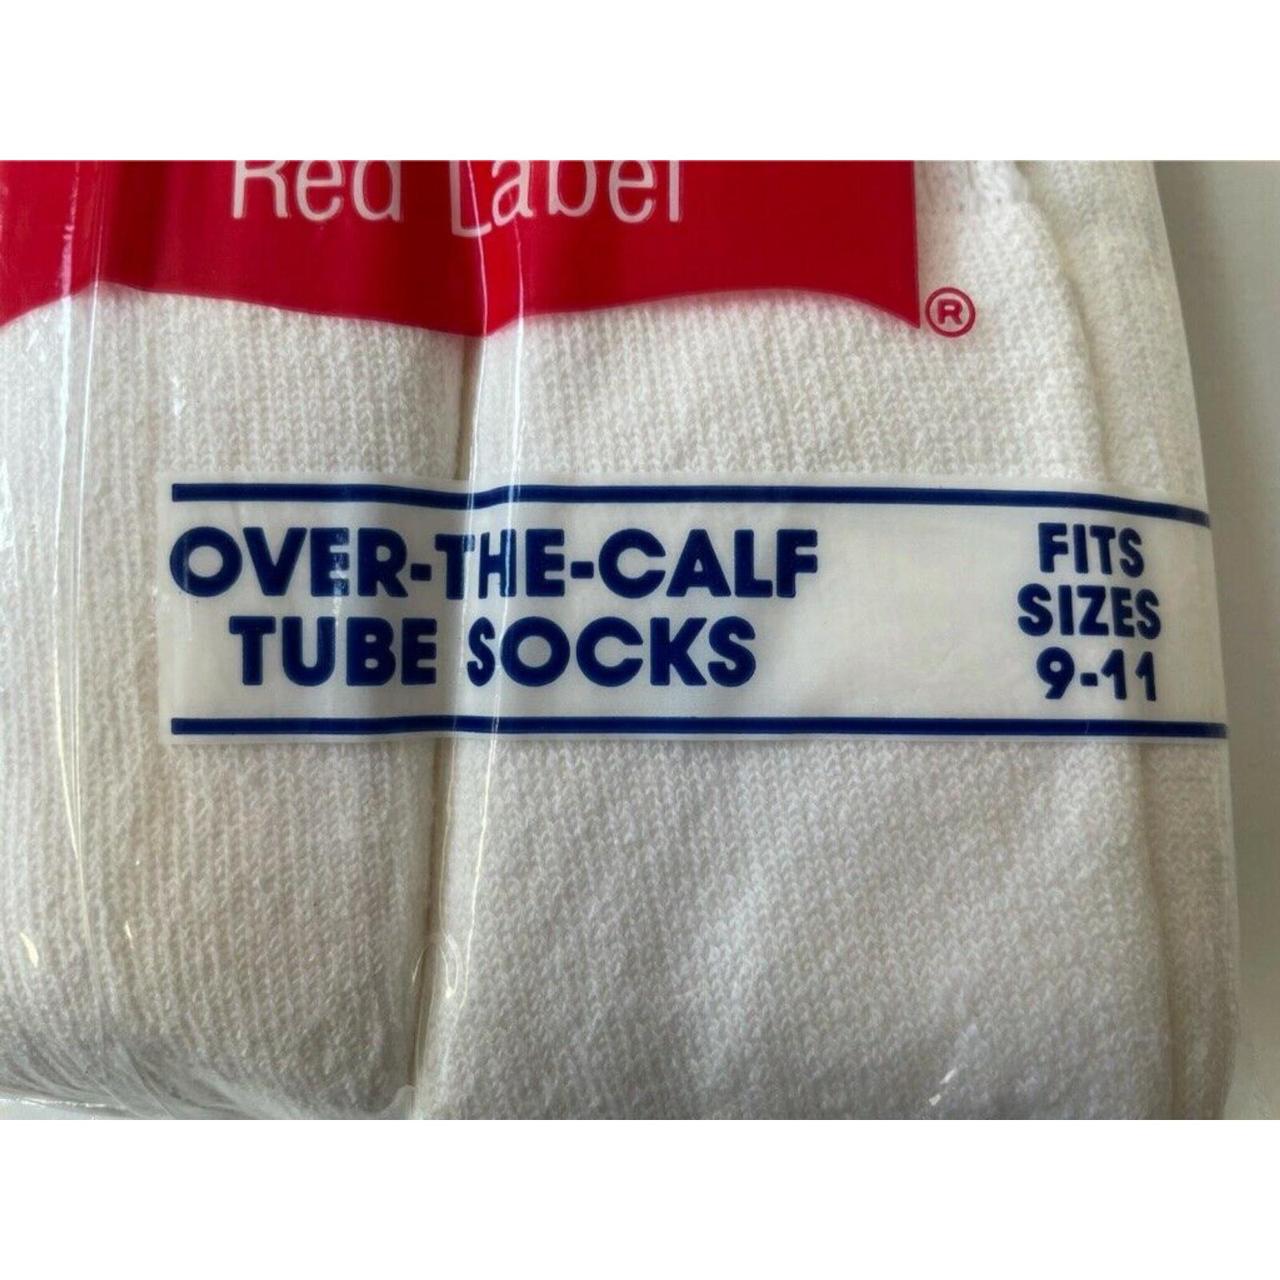 Red Label
®
OVER-THE-CALF
TUBE SOCKS
FITS
SIZES
9-11